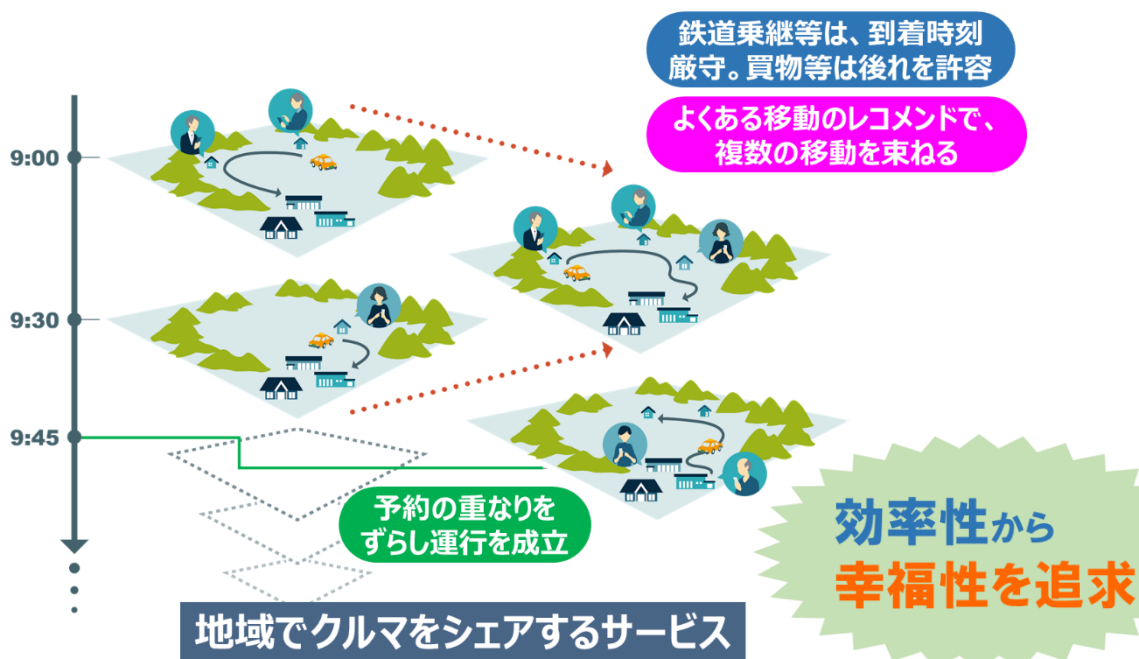 鉄道乗継等は、到着時刻
厳守。買物等は後れを許容
よくある移動のレコメンドで、
複数の移動を束ねる
9:00
9:30
9:45
予約の重なりを
ずらし運行を成立
効率性から
幸福性を追求
地域でクルマをシェアするサービス